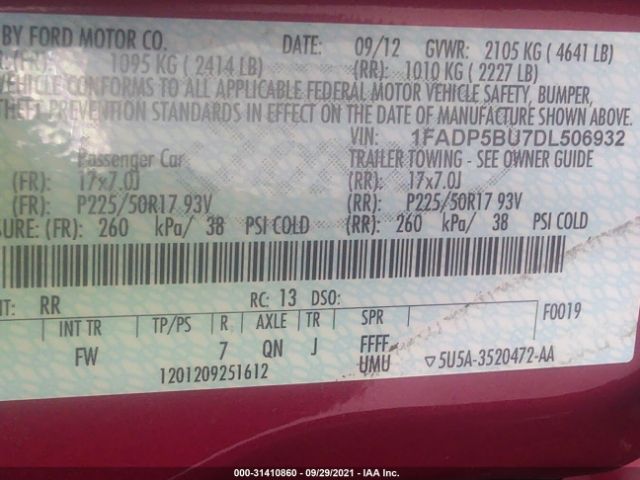 BY FORD MOTOR CO. DATE: 09/12 GVWR: 2105 KG ( 4641 LB)
1095 KG ( 2414 LB) (RR): 1010 KG ( 2227 LB)
VEHICLE CONFORMS TO ALL APPLICABLE FEDERAL MOTOR VEHICLE SAFETY, BUMPER,
THEFT PREVENTION STANDARDS IN EFFECT ON THE DATE OF MANUFACTURE SHOWN ABOVE.
VIN: 1FADP5BU7DL506932
Passenger Car TRAILER TOWING - SEE OWNER GUIDE
(FR): 17x7.0J (RR): 17x7.0J
(FR): P225/50R17 93V (RR): P225/50R17 93V
SURE: (FR): 260 kPa/ 38 PSI COLD (RR): 260 kPa/ 38 PSI COLD
NT: RR RC: 13 DSO:
INT TR TP/PS R AXLE TR SPR F0019
FW 7 QN J FFFF
UMU ▽5U5A-3520472-AA
1201209251612
000-31410860 - 09/29/2021 - IAA Inc.